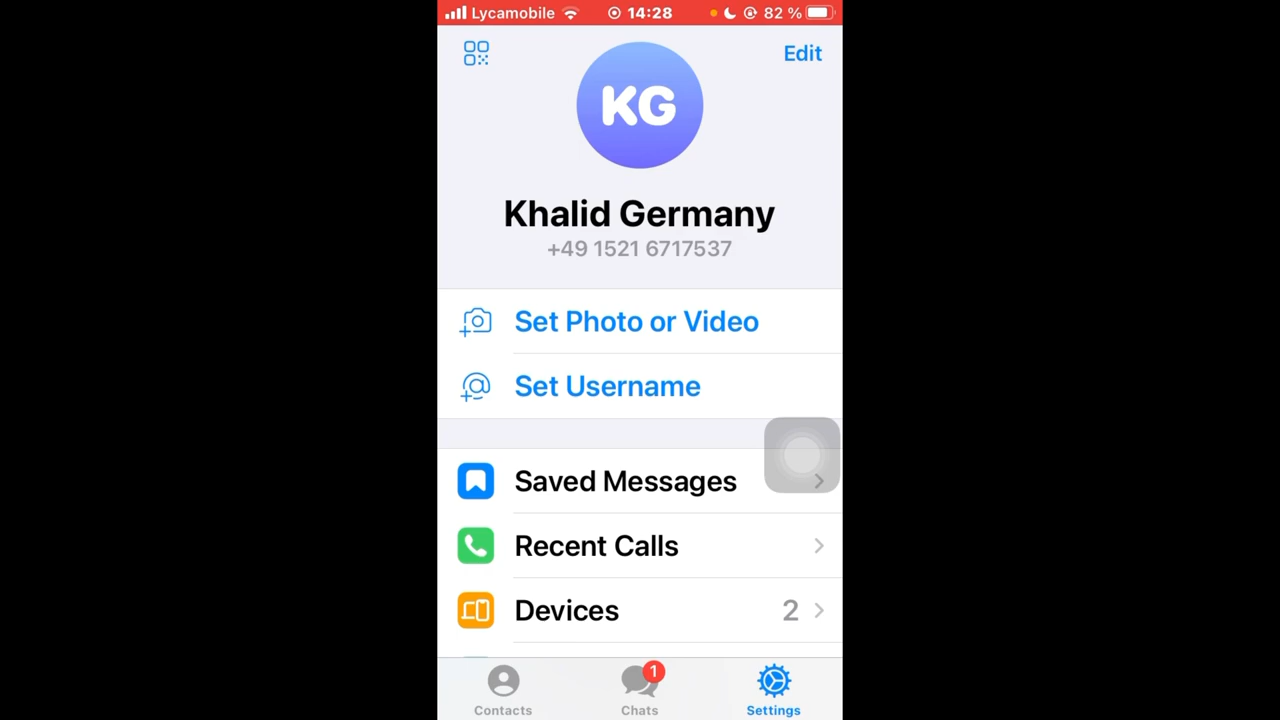 Lycamobile 14:28 82 %
Edit
KG
Khalid Germany
+49 1521 6717537
Set Photo or Video
Set Username
Saved Messages
Recent Calls
Devices 2
1
Contacts Chats Settings